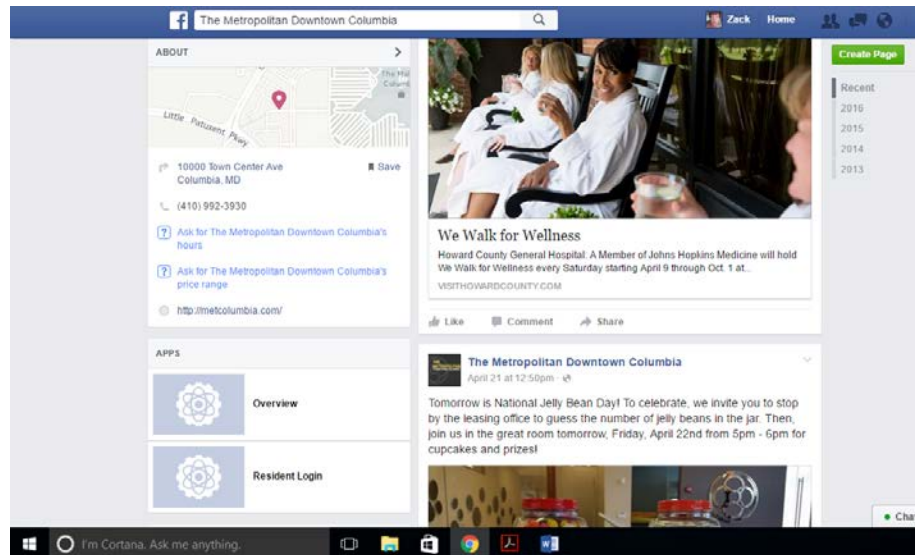 The Metropolitan Downtown Columbia
Zack
Home
ABOUT
Little Patuxent Pkwy
10000 Town Center Ave
Columbia, MD
Save
(410) 992-3930
Ask for The Metropolitan Downtown Columbia's
hours
Ask for The Metropolitan Downtown Columbia's
price range
http://metcolumbia.com/
APPS
Overview
Resident Login
We Walk for Wellness
Howard County General Hospital: A Member of Johns Hopkins Medicine will hold
We Walk for Wellness every Saturday starting April 9 through Oct. 1 at...
VISITHOWARDCOUNTY.COM
Like
Comment
Share
The Metropolitan Downtown Columbia
April 21 at 12:50pm ·
Tomorrow is National Jelly Bean Day! To celebrate, we invite you to stop
by the leasing office to guess the number of jelly beans in the jar. Then,
join us in the great room tomorrow, Friday, April 22nd from 5pm - 6pm for
cupcakes and prizes!
Create Page
Recent
2016
2015
2014
2013
Cha
I'm Cortana. Ask me anything.